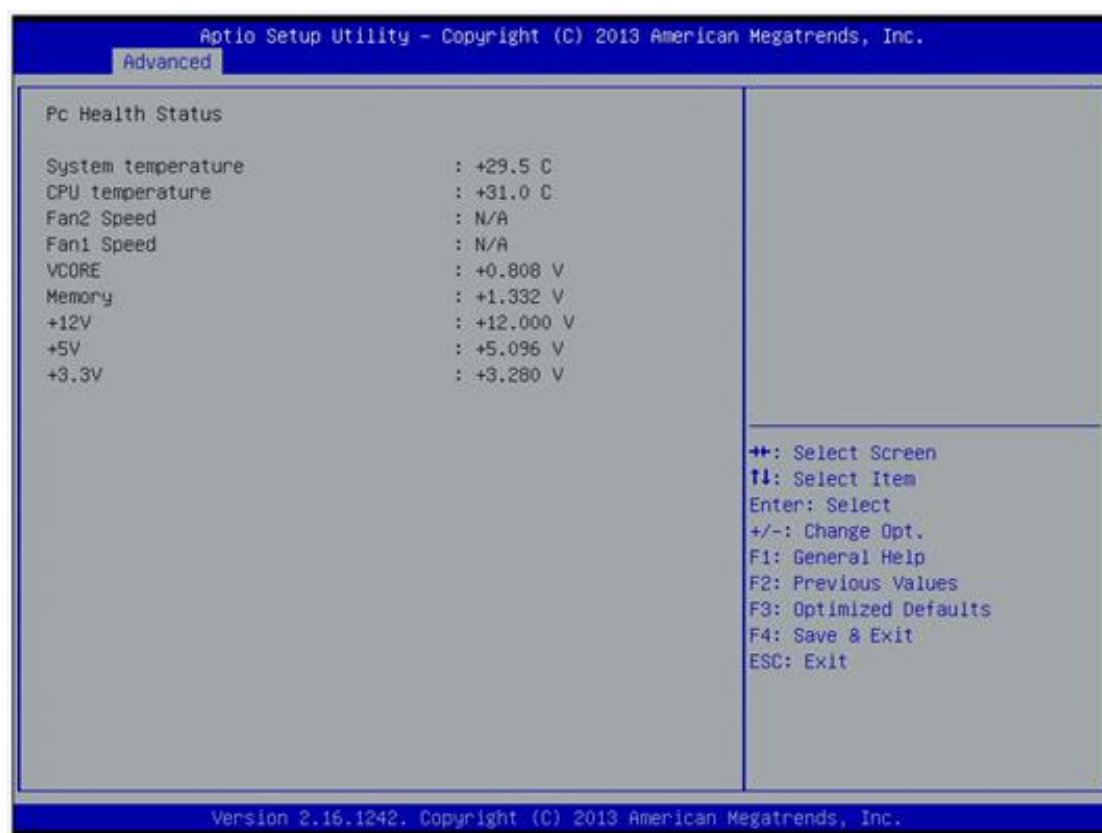 Aptio Setup Utility – Copyright (C) 2013 American Megatrends, Inc.
Advanced
Pc Health Status
System temperature : +29.5 C
CPU temperature : +31.0 C
Fan2 Speed : N/A
Fan1 Speed : N/A
VCORE : +0.808 V
Memory : +1.332 V
+12V : +12.000 V
+5V : +5.096 V
+3.3V : +3.280 V
→←: Select Screen
↑↓: Select Item
Enter: Select
+/-: Change Opt.
F1: General Help
F2: Previous Values
F3: Optimized Defaults
F4: Save & Exit
ESC: Exit
Version 2.16.1242. Copyright (C) 2013 American Megatrends, Inc.